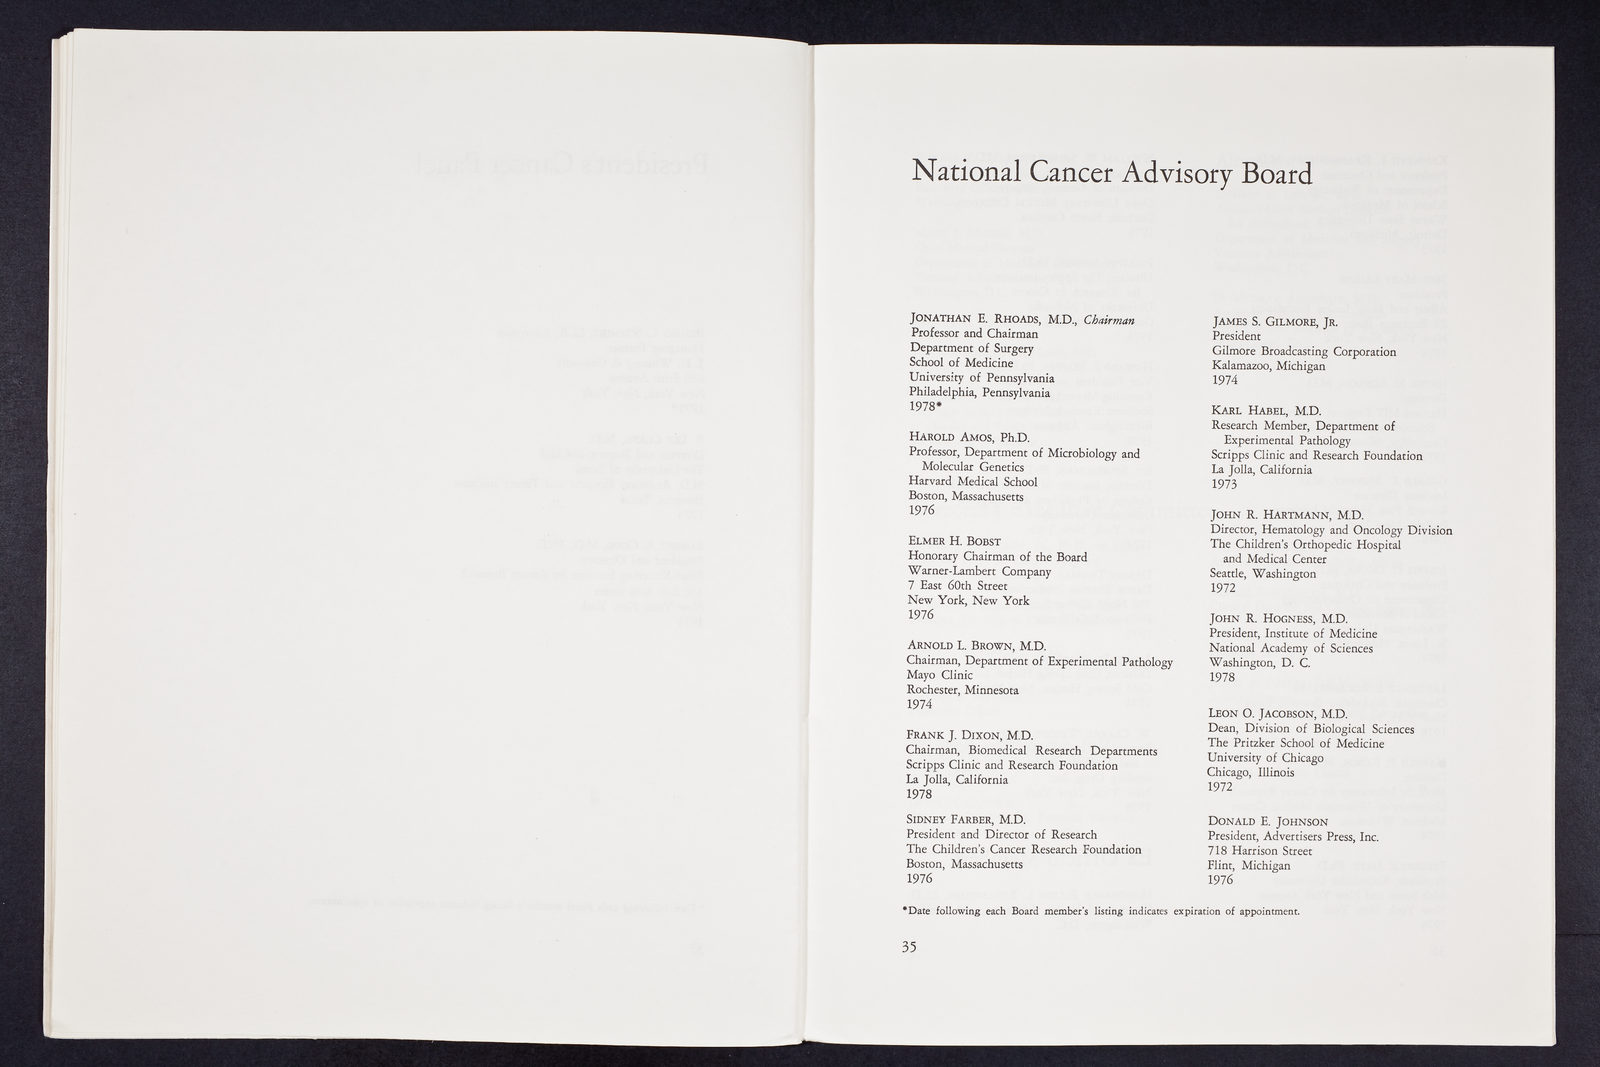 National Cancer Advisory Board
JONATHAN E. RHOADS, M.D., Chairman
Professor and Chairman
Department of Surgery
School of Medicine
University of Pennsylvania
Philadelphia, Pennsylvania
1978*
HAROLD AMOS, Ph.D.
Professor, Department of Microbiology and
Molecular Genetics
Harvard Medical School
Boston, Massachusetts
1976
ELMER H. BOBST
Honorary Chairman of the Board
Warner-Lambert Company
7 East 60th Street
New York, New York
1976
ARNOLD L. BROWN, M.D.
Chairman, Department of Experimental Pathology
Mayo Clinic
Rochester, Minnesota
1974
FRANK J. DIXON, M.D.
Chairman, Biomedical Research Departments
Scripps Clinic and Research Foundation
La Jolla, California
1978
SIDNEY FARBER, M.D.
President and Director of Research
The Children's Cancer Research Foundation
Boston, Massachusetts
1976
JAMES S. GILMORE, JR.
President
Gilmore Broadcasting Corporation
Kalamazoo, Michigan
1974
KARL HABEL, M.D.
Research Member, Department of
Experimental Pathology
Scripps Clinic and Research Foundation
La Jolla, California
1973
JOHN R. HARTMANN, M.D.
Director, Hematology and Oncology Division
The Children's Orthopedic Hospital
and Medical Center
Seattle, Washington
1972
JOHN R. HOGNESS, M.D.
President, Institute of Medicine
National Academy of Sciences
Washington, D. C.
1978
LEON O. JACOBSON, M.D.
Dean, Division of Biological Sciences
The Pritzker School of Medicine
University of Chicago
Chicago, Illinois
1972
DONALD E. JOHNSON
President, Advertisers Press, Inc.
718 Harrison Street
Flint, Michigan
1976
*Date following each Board member's listing indicates expiration of appointment.
35